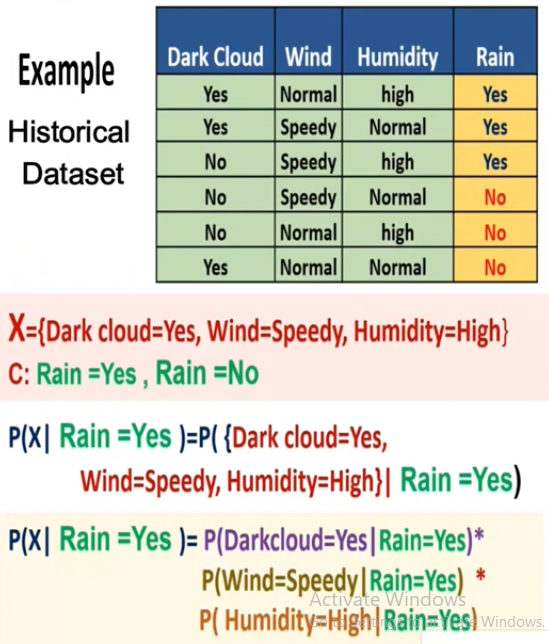 Example
Historical
Dataset
Dark Cloud Wind Humidity Rain
Yes Normal high Yes
Yes Speedy Normal Yes
No Speedy high Yes
No Speedy Normal No
No Normal high No
Yes Normal Normal No
X={Dark cloud=Yes, Wind=Speedy, Humidity=High}
C: Rain =Yes , Rain =No
P(X| Rain =Yes )=P( {Dark cloud=Yes,
Wind=Speedy, Humidity=High}| Rain =Yes)
P(X| Rain =Yes )= P(Darkcloud=Yes|Rain=Yes)*
P(Wind=Speedy|Rain=Yes) *
Activate Windows
P( Humidity=High|Rain=Yes)
Windows.